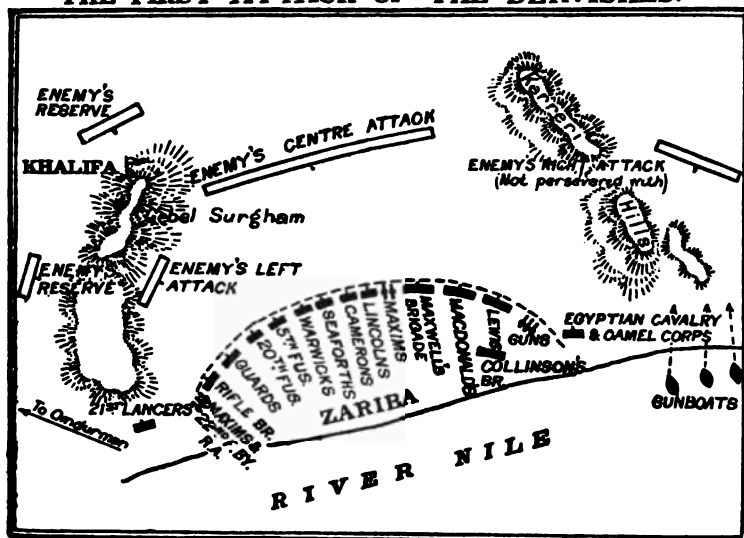 THE FIRST ATTACK OF THE DERVISHES.
ENEMY'S
RESERVE
KHALIFA
ENEMY'S CENTRE ATTACK
Kerreri
ENEMY'S RIGHT ATTACK
(Not persevered with)
Hills
Jebel Surgham
ENEMY'S
RESERVE
ENEMY'S LEFT
ATTACK
21ST LANCERS
To Omdurman
MAXIMS &
R.A.
RIFLE BR.
GUARDS
20TH FUS.
5TH FUS.
WARWICKS
SEAFORTHS
CAMERONS
LINCOLNS
MAXIMS
MAXWELL'S
BRIGADE
MACDONALD'S
LEWIS'
GUNS
COLLINSON'S
BR.
ZARIBA
EGYPTIAN CAVALRY
& CAMEL CORPS
GUNBOATS
RIVER NILE